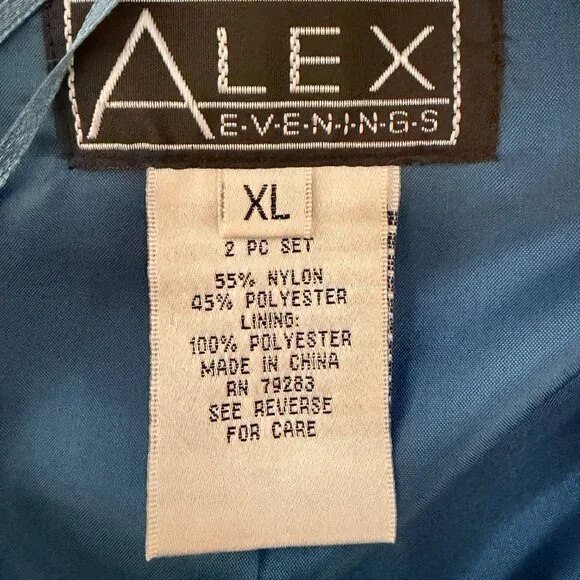 ALEX
E·V·E·N·I·N·G·S
XL
2 PC SET
55% NYLON
45% POLYESTER
LINING:
100% POLYESTER
MADE IN CHINA
RN 79283
SEE REVERSE
FOR CARE